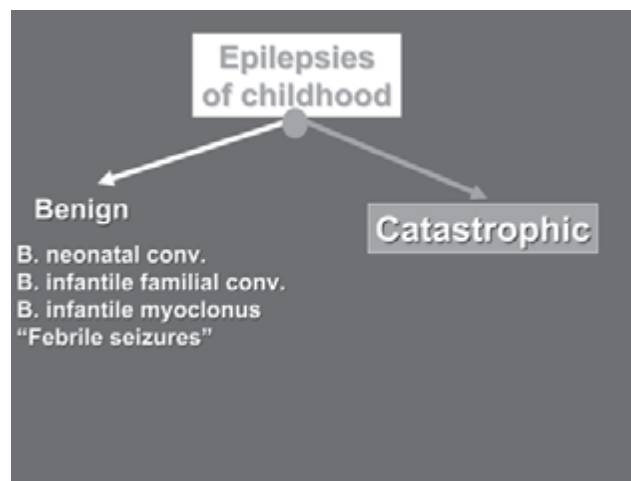 Epilepsies
of childhood
Benign
Catastrophic
B. neonatal conv.
B. infantile familial conv.
B. infantile myoclonus
“Febrile seizures”